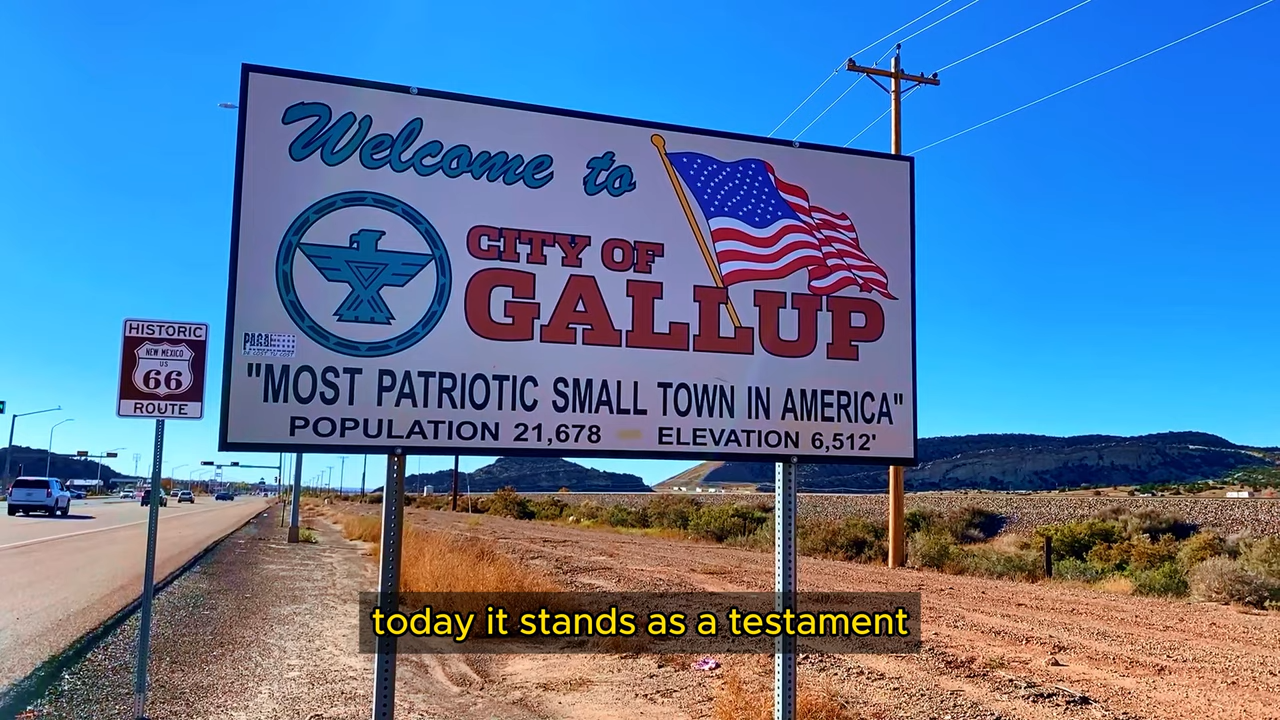 Welcome to
CITY OF
GALLUP
"MOST PATRIOTIC SMALL TOWN IN AMERICA"
POPULATION 21,678 ELEVATION 6,512'
HISTORIC
NEW MEXICO
US
66
ROUTE
today it stands as a testament